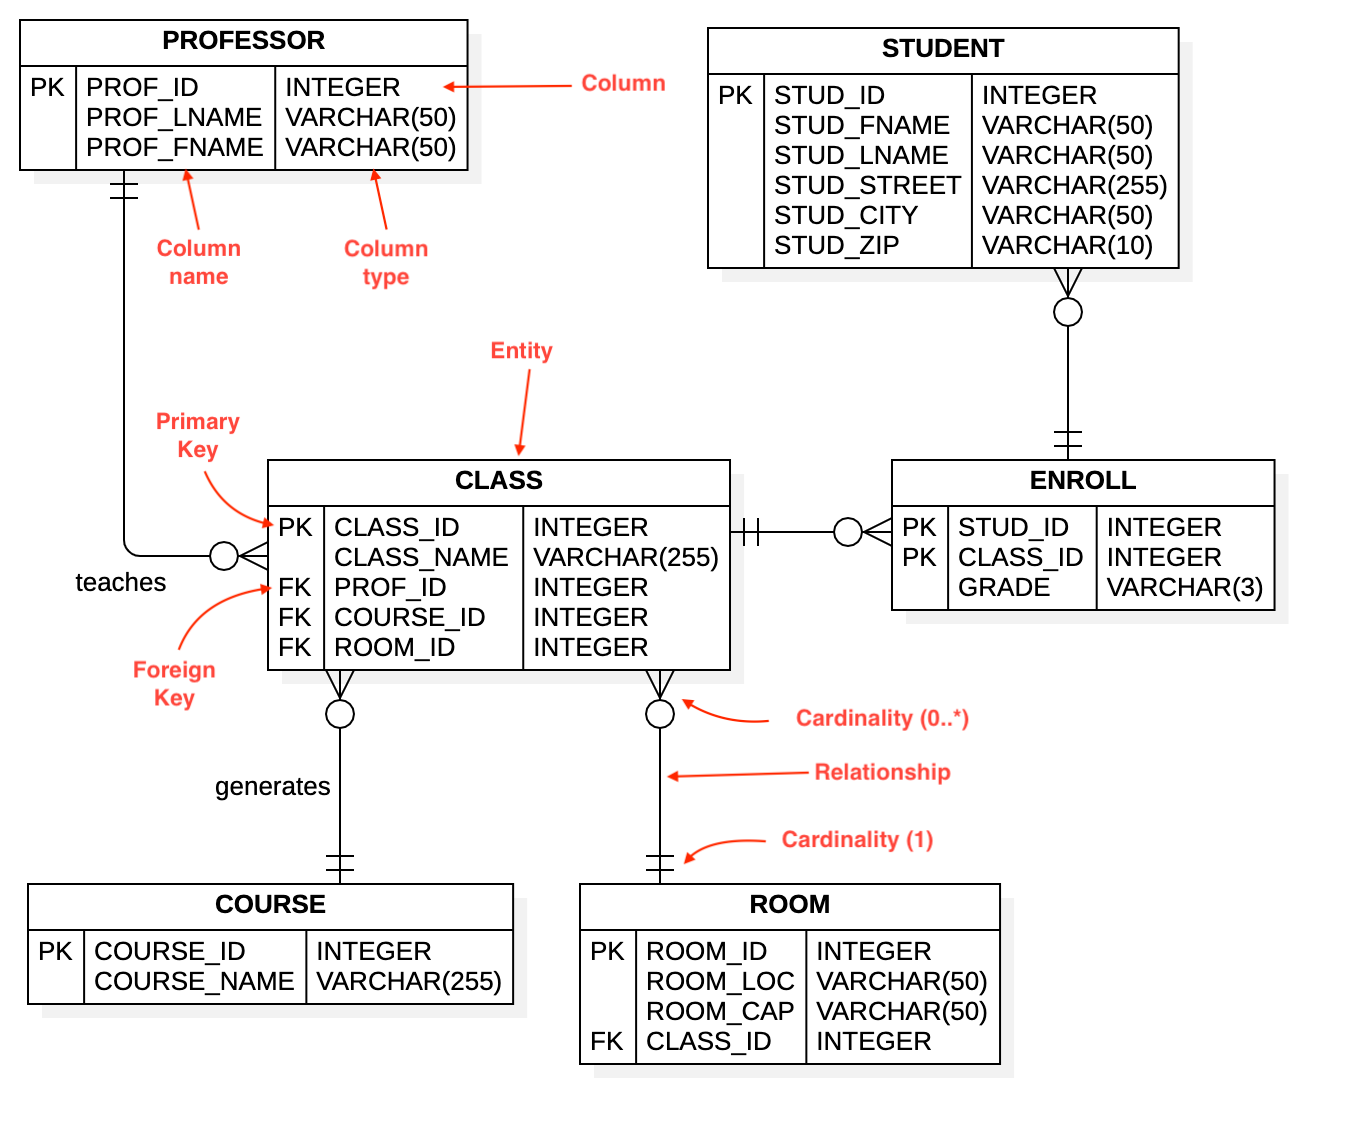 PROFESSOR
PK PROF_ID INTEGER
PROF_LNAME VARCHAR(50)
PROF_FNAME VARCHAR(50)
Column
Column
name
Column
type
STUDENT
PK STUD_ID INTEGER
STUD_FNAME VARCHAR(50)
STUD_LNAME VARCHAR(50)
STUD_STREET VARCHAR(255)
STUD_CITY VARCHAR(50)
STUD_ZIP VARCHAR(10)
Entity
Primary
Key
CLASS
PK CLASS_ID INTEGER
CLASS_NAME VARCHAR(255)
FK PROF_ID INTEGER
FK COURSE_ID INTEGER
FK ROOM_ID INTEGER
teaches
Foreign
Key
ENROLL
PK STUD_ID INTEGER
PK CLASS_ID INTEGER
GRADE VARCHAR(3)
Cardinality (0..*)
Relationship
generates
Cardinality (1)
COURSE
PK COURSE_ID INTEGER
COURSE_NAME VARCHAR(255)
ROOM
PK ROOM_ID INTEGER
ROOM_LOC VARCHAR(50)
ROOM_CAP VARCHAR(50)
FK CLASS_ID INTEGER